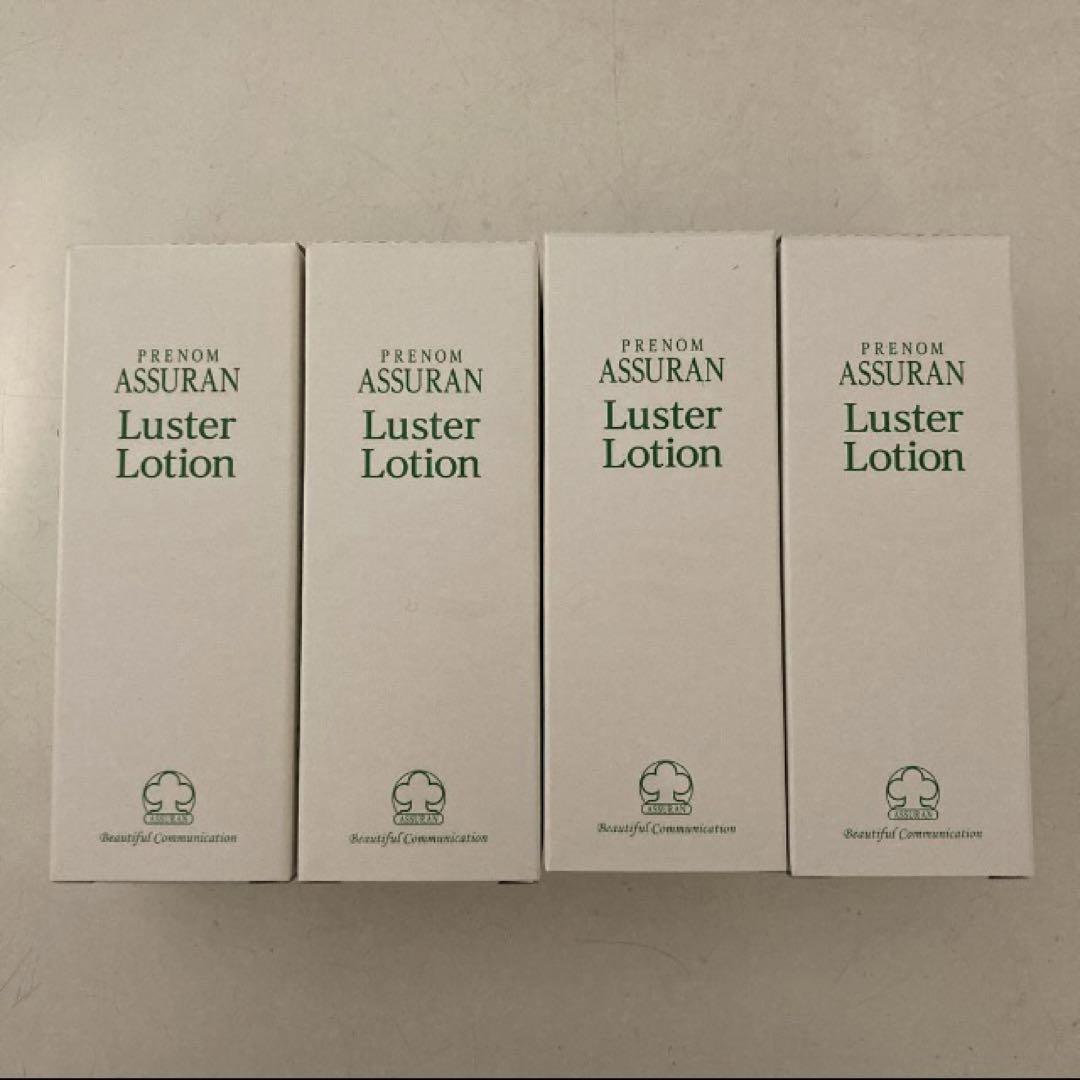 PRENOM
ASSURAN
Luster
Lotion
ASSURAN
Beautiful Communication
PRENOM
ASSURAN
Luster
Lotion
ASSURAN
Beautiful Communication
PRENOM
ASSURAN
Luster
Lotion
ASSURAN
Beautiful Communication
PRENOM
ASSURAN
Luster
Lotion
ASSURAN
Beautiful Communication